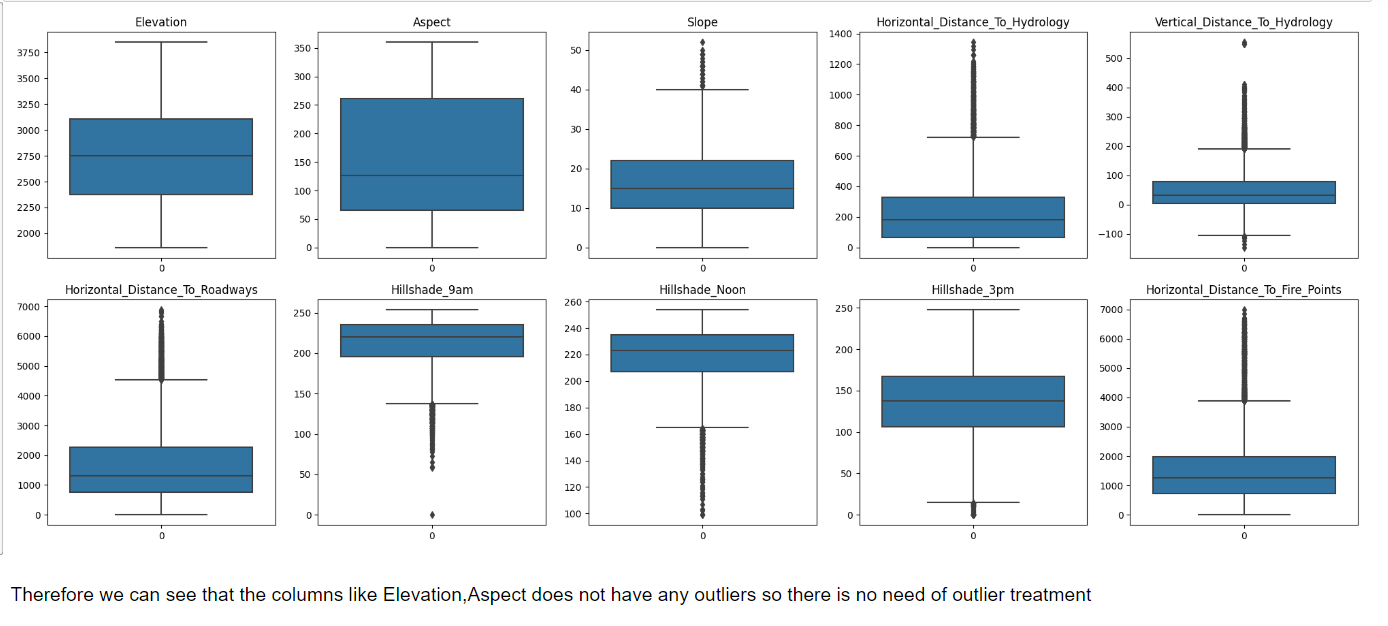 Elevation Aspect Slope Horizontal_Distance_To_Hydrology Vertical_Distance_To_Hydrology
3750 3500 3250 3000 2750 2500 2250 2000 0
350 300 250 200 150 100 50 0 0
50 40 30 20 10 0 0
1400 1200 1000 800 600 400 200 0 0
500 400 300 200 100 0 −100 0
Horizontal_Distance_To_Roadways Hillshade_9am Hillshade_Noon Hillshade_3pm Horizontal_Distance_To_Fire_Points
7000 6000 5000 4000 3000 2000 1000 0 0
250 200 150 100 50 0 0
260 240 220 200 180 160 140 120 100 0
250 200 150 100 50 0 0
7000 6000 5000 4000 3000 2000 1000 0 0
Therefore we can see that the columns like Elevation,Aspect does not have any outliers so there is no need of outlier treatment